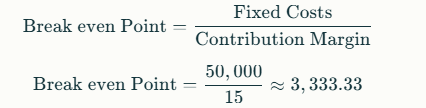 Break even Point = Fixed Costs / Contribution Margin
Break even Point = 50,000 / 15 ≈ 3,333.33